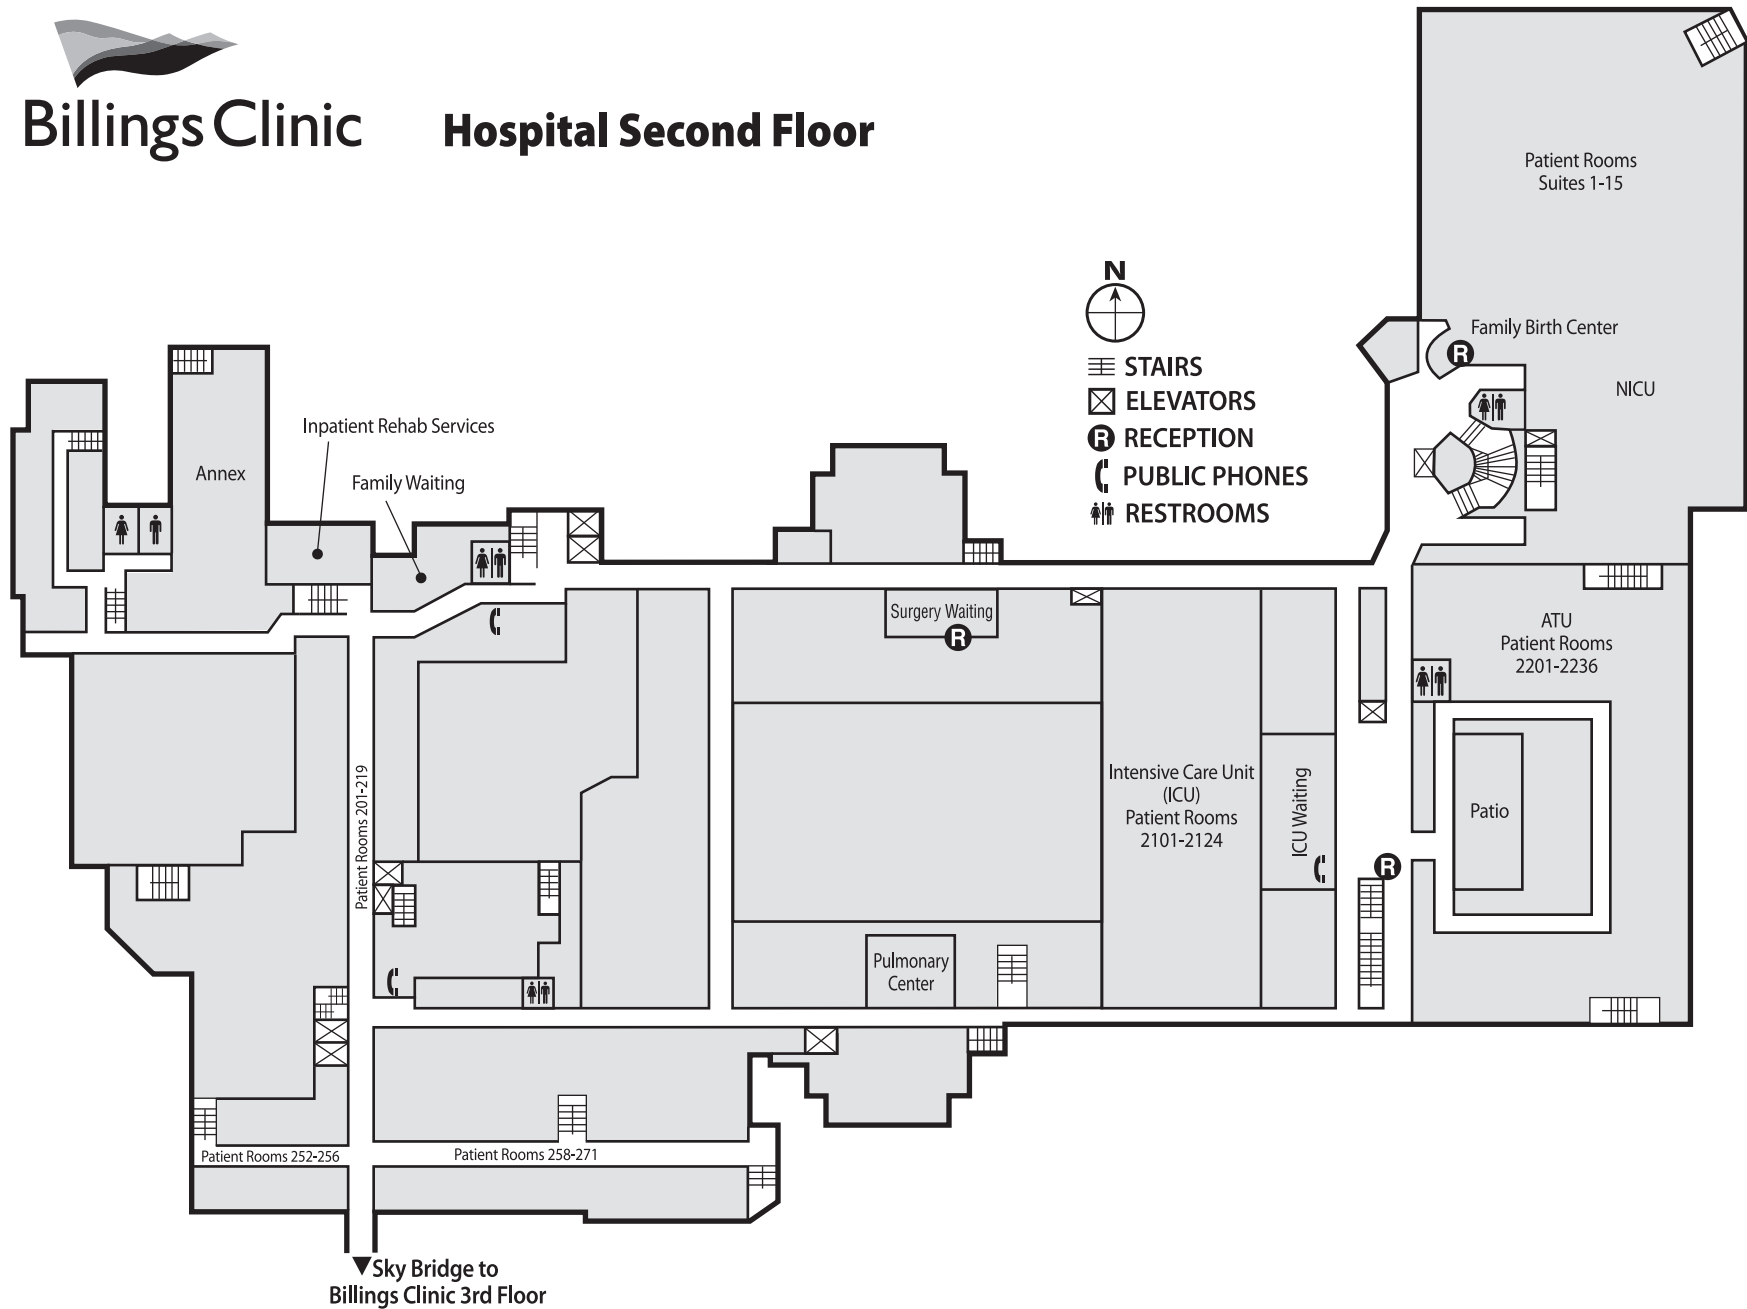 Billings Clinic
Hospital Second Floor
Patient Rooms
Suites 1-15
N
STAIRS
ELEVATORS
R RECEPTION
PUBLIC PHONES
RESTROOMS
Family Birth Center
R
NICU
Inpatient Rehab Services
Annex
Family Waiting
Surgery Waiting
R
ATU
Patient Rooms
2201-2236
Patient Rooms 201-219
Intensive Care Unit
(ICU)
Patient Rooms
2101-2124
ICU Waiting
Patio
R
Pulmonary
Center
Patient Rooms 252-256
Patient Rooms 258-271
Sky Bridge to
Billings Clinic 3rd Floor